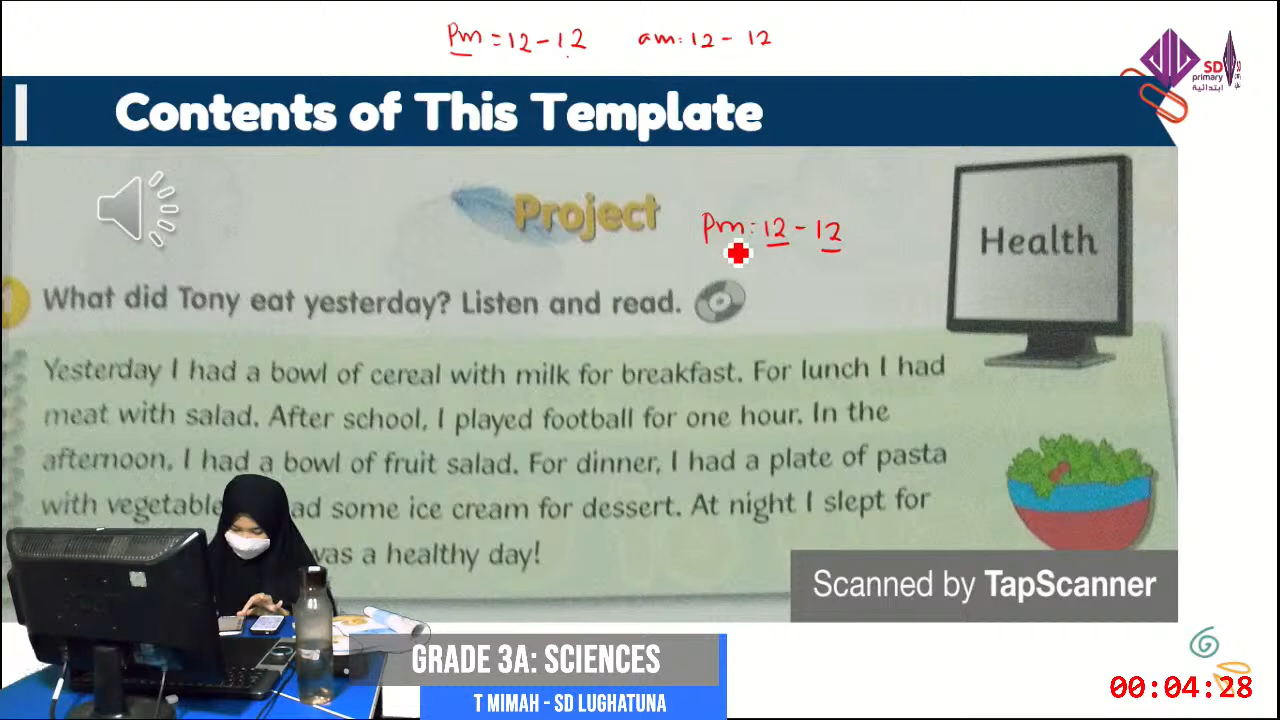 Pm = 12 - 12 am: 12 - 12
SD
primary
ابتدائية
Contents of This Template
Project
Pm: 12 - 12
Health
1 What did Tony eat yesterday? Listen and read.
Yesterday I had a bowl of cereal with milk for breakfast. For lunch I had
meat with salad. After school, I played football for one hour. In the
afternoon, I had a bowl of fruit salad. For dinner, I had a plate of pasta
with vegetable ad some ice cream for dessert. At night I slept for
was a healthy day!
Scanned by TapScanner
GRADE 3A: SCIENCES
T MIMAH - SD LUGHATUNA
00:04:28